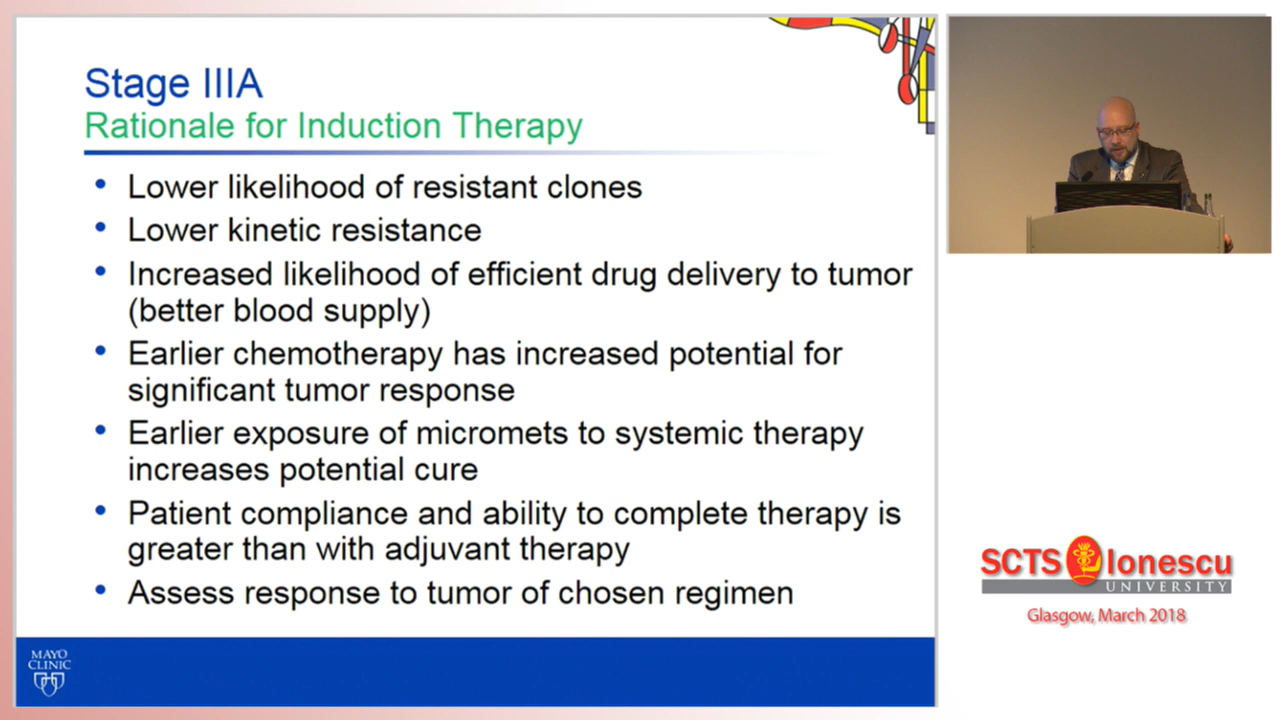 Stage IIIA
Rationale for Induction Therapy
• Lower likelihood of resistant clones
• Lower kinetic resistance
• Increased likelihood of efficient drug delivery to tumor
(better blood supply)
• Earlier chemotherapy has increased potential for
significant tumor response
• Earlier exposure of micromets to systemic therapy
increases potential cure
• Patient compliance and ability to complete therapy is
greater than with adjuvant therapy
• Assess response to tumor of chosen regimen
MAYO
CLINIC
SCTS Ionescu
UNIVERSITY
Glasgow, March 2018